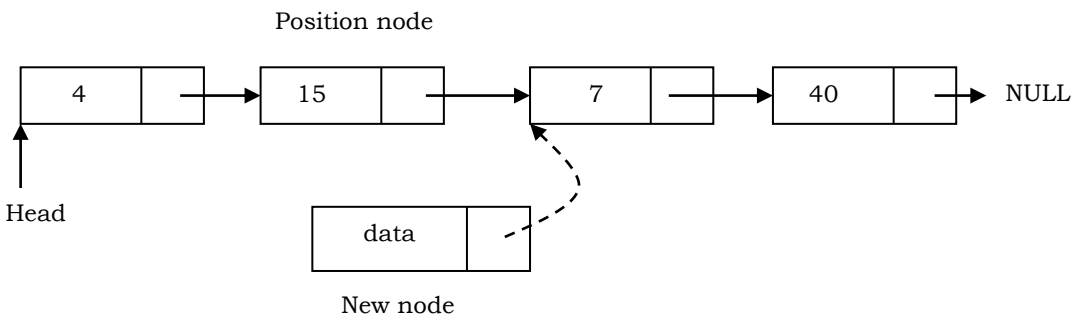 Position node
4
15
7
40
NULL
Head
data
New node